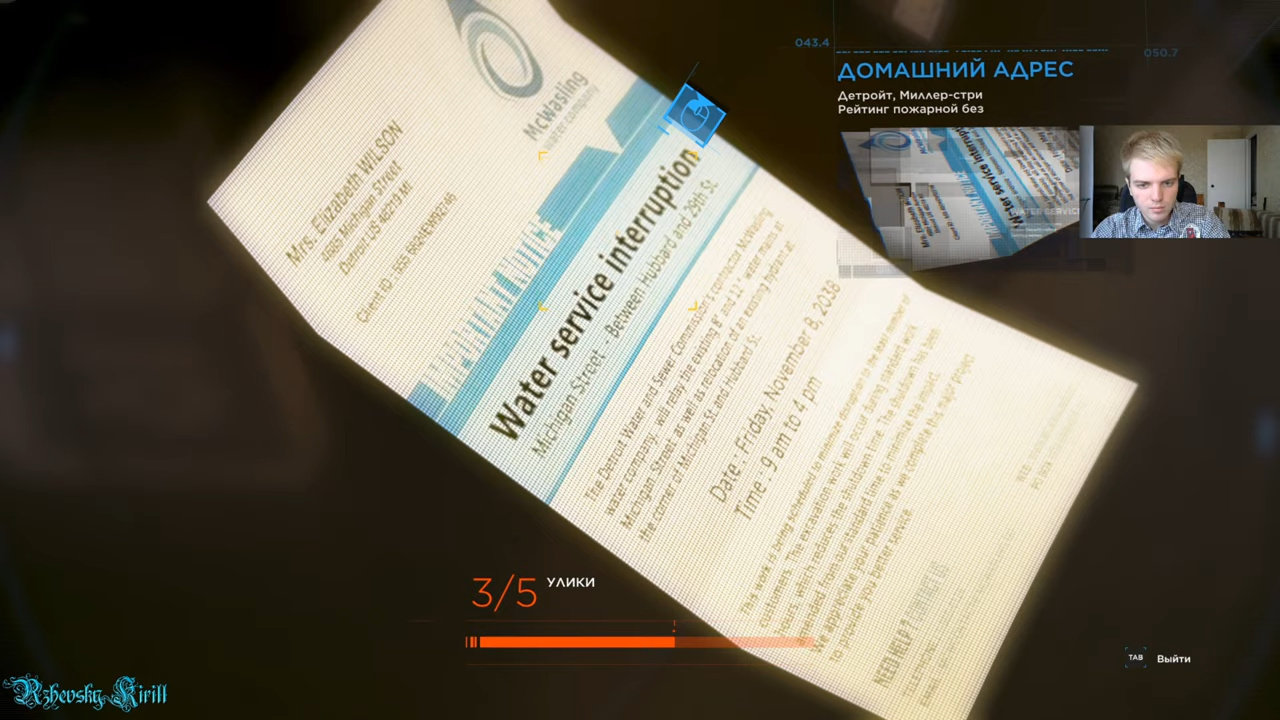 043.4
050.7
ДОМАШНИЙ АДРЕС
Детройт, Миллер-стри
Рейтинг пожарной без
McWasling
water company
Mrs. Elizabeth WILSON
Michigan Street
Detroit US 48210 MI
Client ID : 555
IMPORTANT NOTICE
Water service interruption
Michigan Street - Between Hubbard and 29th St.
The Detroit Water and Sewer Commission's contractor McWasling
water company, will relay the existing 8" and 12" water mains at
Michigan Street, as well as relocation of an existing hydrant at
the corner of Michigan St. and Hubbard St.
Date : Friday, November 8, 2038
Time : 9 am to 4 pm
This work is being scheduled to minimize disruption to the least number of
customers. The excavation work will occur during standard work
hours, which reduces the shutdown time. The shutdown has been
amended from our standard time to minimize the impact.
We appreciate your patience as we complete this major project
to provide you better service.
NEED HELP ?
3/5 УЛИКИ
TAB Выйти
Rzhevsky Kirill